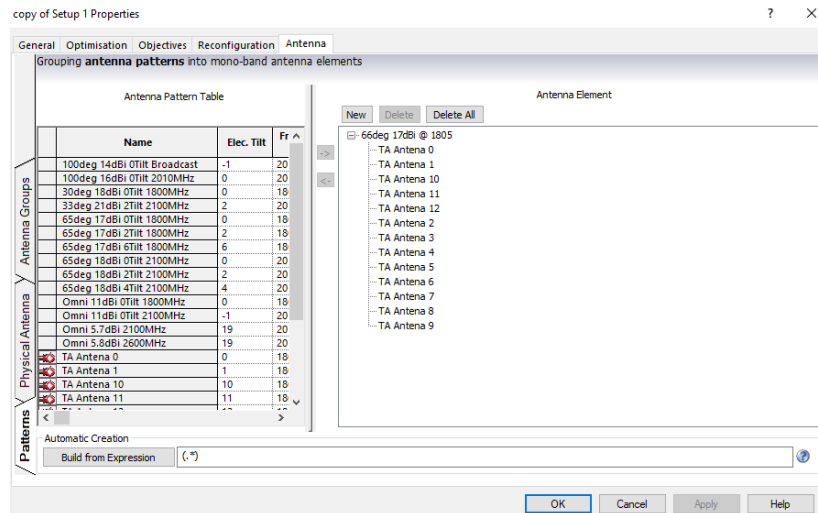 copy of Setup 1 Properties
?
General Optimisation Objectives Reconfiguration Antenna
Grouping antenna patterns into mono-band antenna elements
Antenna Groups
Physical Antenna
Patterns
Antenna Pattern Table
Name Elec. Tilt Fr
100deg 14dBi 0Tilt Broadcast -1 20
100deg 16dBi 0Tilt 2010MHz 0 20
30deg 18dBi 0Tilt 1800MHz 0 18
33deg 21dBi 2Tilt 2100MHz 2 20
65deg 17dBi 0Tilt 1800MHz 0 18
65deg 17dBi 2Tilt 1800MHz 2 18
65deg 17dBi 6Tilt 1800MHz 6 18
65deg 18dBi 0Tilt 2100MHz 0 20
65deg 18dBi 2Tilt 2100MHz 2 20
65deg 18dBi 4Tilt 2100MHz 4 20
Omni 11dBi 0Tilt 1800MHz 0 18
Omni 11dBi 0Tilt 2100MHz -1 20
Omni 5.7dBi 2100MHz 19 20
Omni 5.8dBi 2600MHz 19 20
TA Antena 0 0 18
TA Antena 1 1 18
TA Antena 10 10 18
TA Antena 11 11 18
->
<-
Antenna Element
New Delete Delete All
66deg 17dBi @ 1805
TA Antena 0
TA Antena 1
TA Antena 10
TA Antena 11
TA Antena 12
TA Antena 2
TA Antena 3
TA Antena 4
TA Antena 5
TA Antena 6
TA Antena 7
TA Antena 8
TA Antena 9
Automatic Creation
Build from Expression (.*) ?
OK Cancel Apply Help